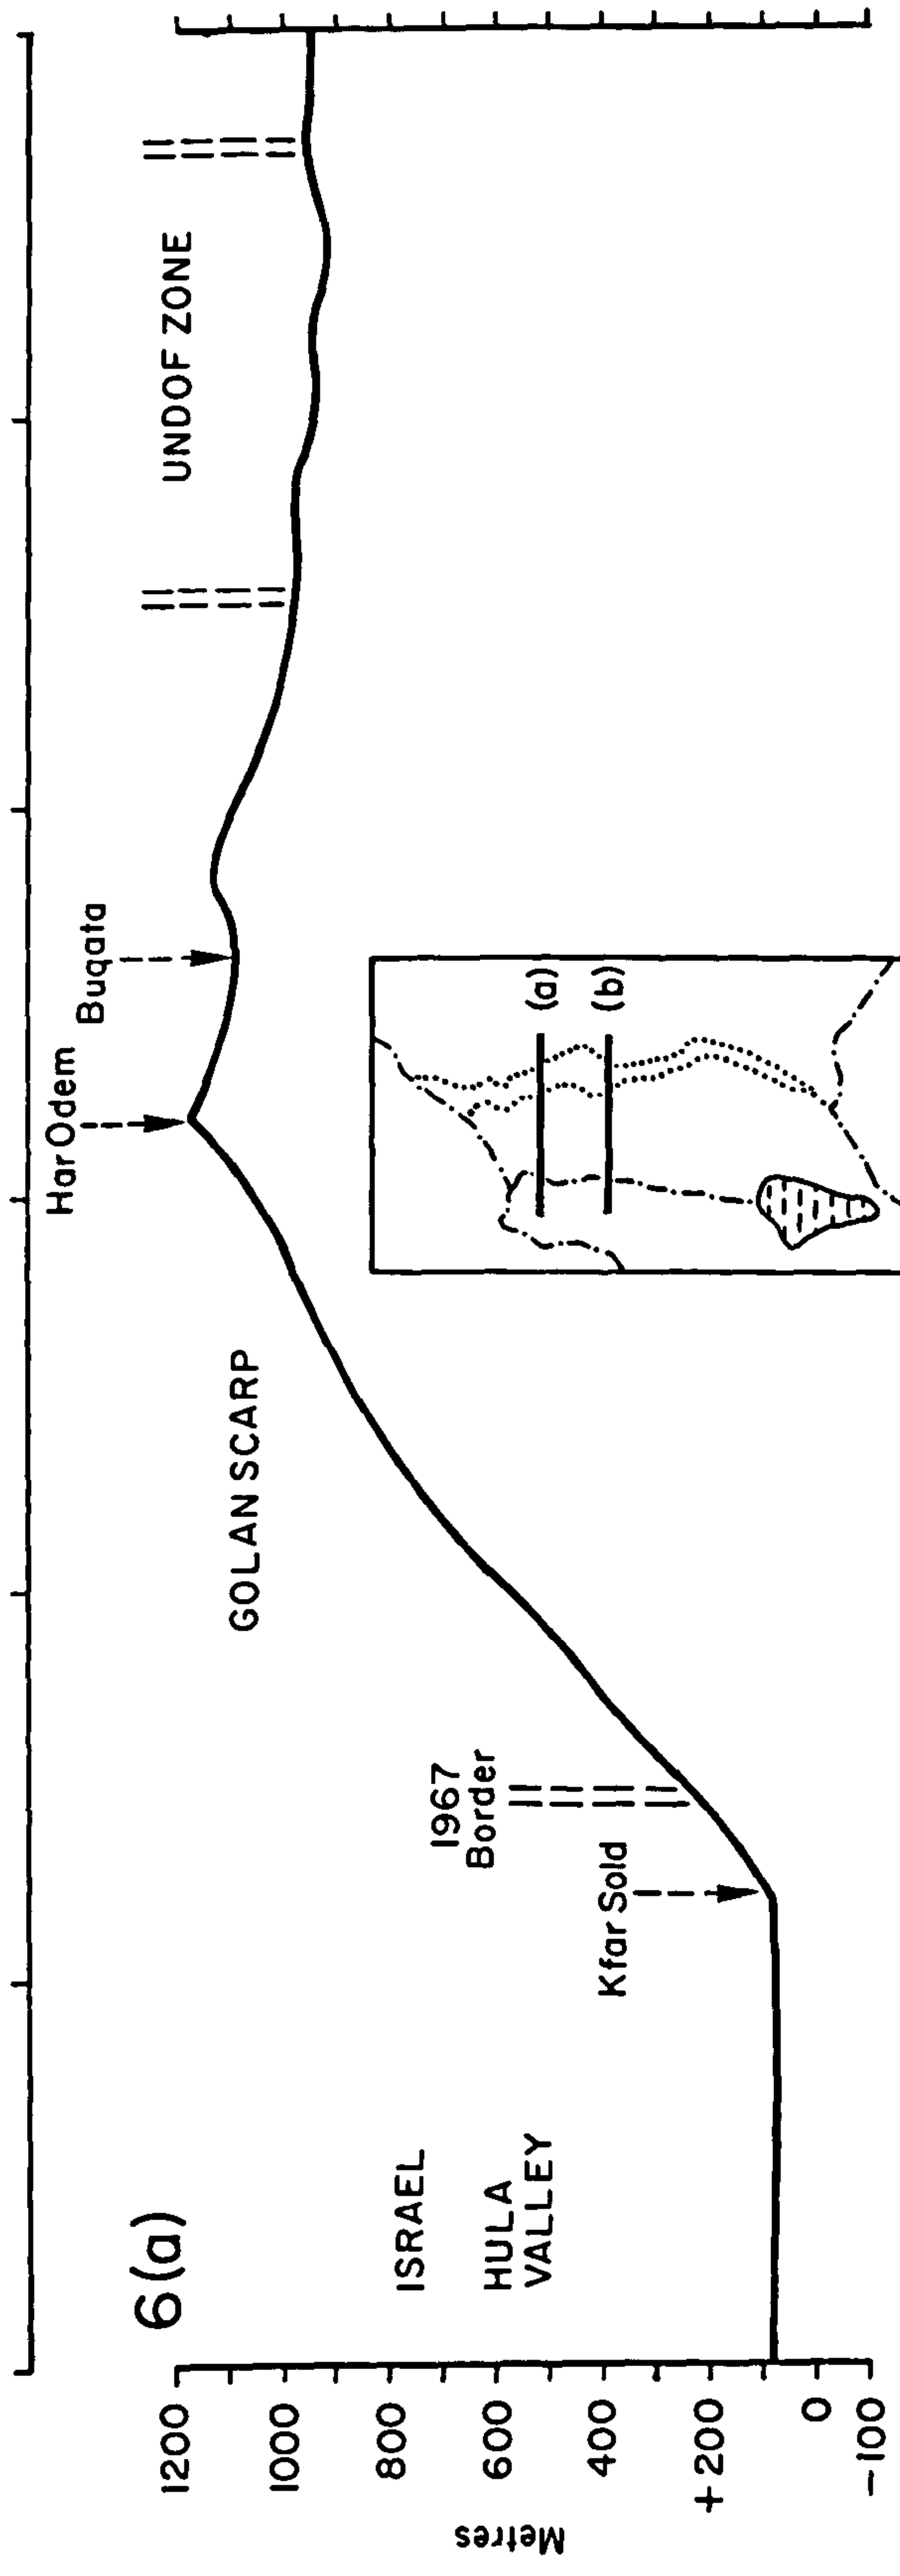 6(a)
Har Odem
Buqata
UNDOF ZONE
GOLAN SCARP
1967
Border
Kfar Sold
ISRAEL
HULA
VALLEY
(a)
(b)
Metres
1200
1000
800
600
400
+200
0
-100